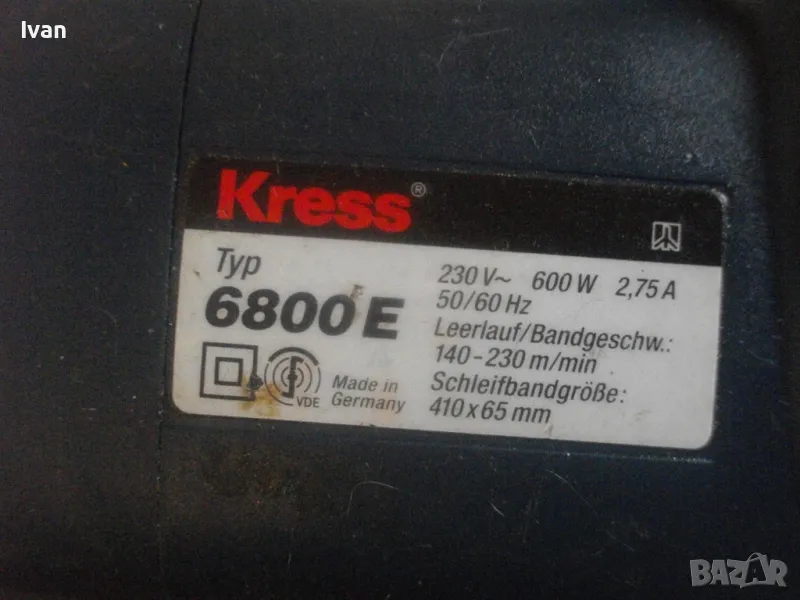 Ivan
Kress®
Typ
6800 E
230 V~ 600 W 2,75 A
50/60 Hz
Leerlauf/Bandgeschw.:
140-230 m/min
Schleifbandgröße:
410 x 65 mm
VDE
Made in
Germany
BAZAR